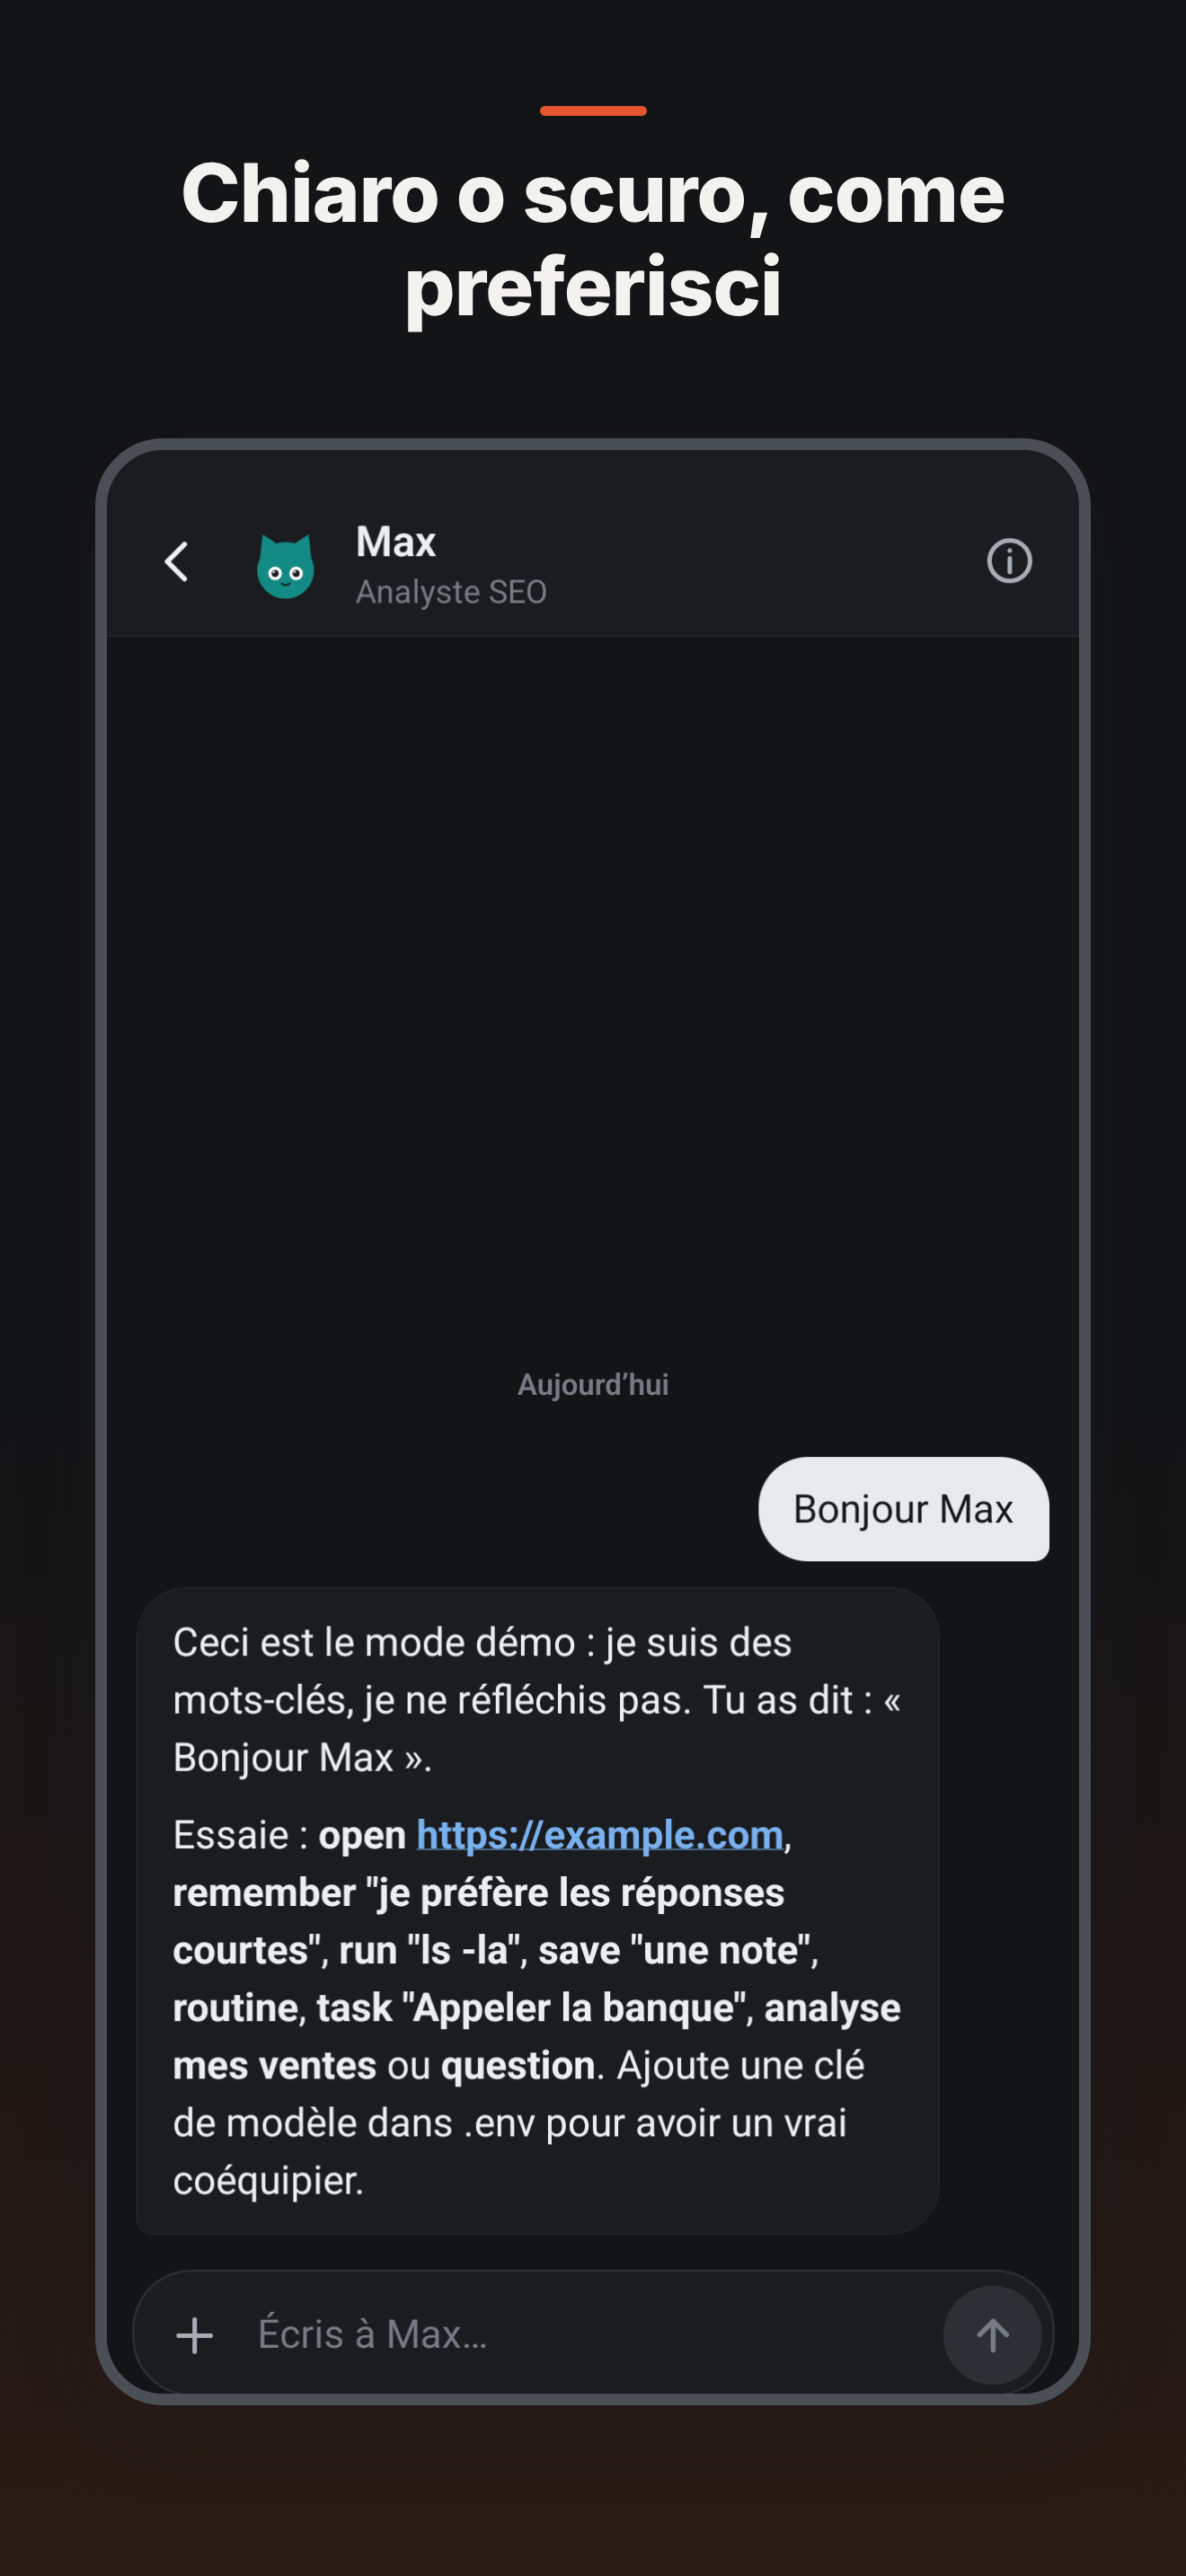 Chiaro o scuro, come
preferisci
Max
Analyste SEO
Aujourd’hui
Bonjour Max
Ceci est le mode démo : je suis des
mots-clés, je ne réfléchis pas. Tu as dit : «
Bonjour Max ».
Essaie : open https://example.com,
remember "je préfère les réponses
courtes", run "ls -la", save "une note",
routine, task "Appeler la banque", analyse
mes ventes ou question. Ajoute une clé
de modèle dans .env pour avoir un vrai
coéquipier.
Écris à Max…